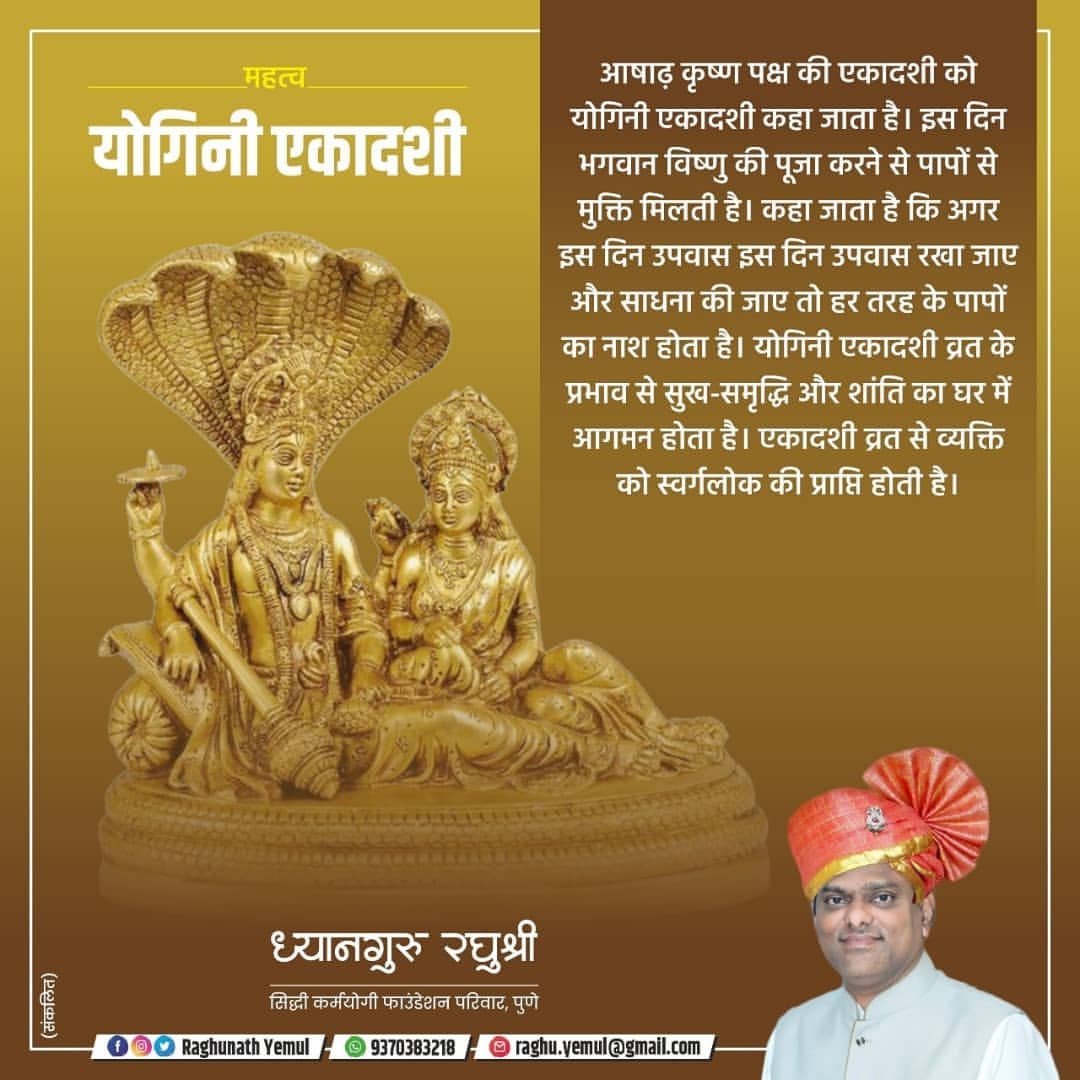 महत्व
योगिनी एकादशी
आषाढ़ कृष्ण पक्ष की एकादशी को
योगिनी एकादशी कहा जाता है। इस दिन
भगवान विष्णु की पूजा करने से पापों से
मुक्ति मिलती है। कहा जाता है कि अगर
इस दिन उपवास इस दिन उपवास रखा जाए
और साधना की जाए तो हर तरह के पापों
का नाश होता है। योगिनी एकादशी व्रत के
प्रभाव से सुख-समृद्धि और शांति का घर में
आगमन होता है। एकादशी व्रत से व्यक्ति
को स्वर्गलोक की प्राप्ति होती है।
ध्यानगुरु रघुश्री
सिद्धी कर्मयोगी फाउंडेशन परिवार, पुणे
(संकलित)
Raghunath Yemul 9370383218 raghu.yemul@gmail.com